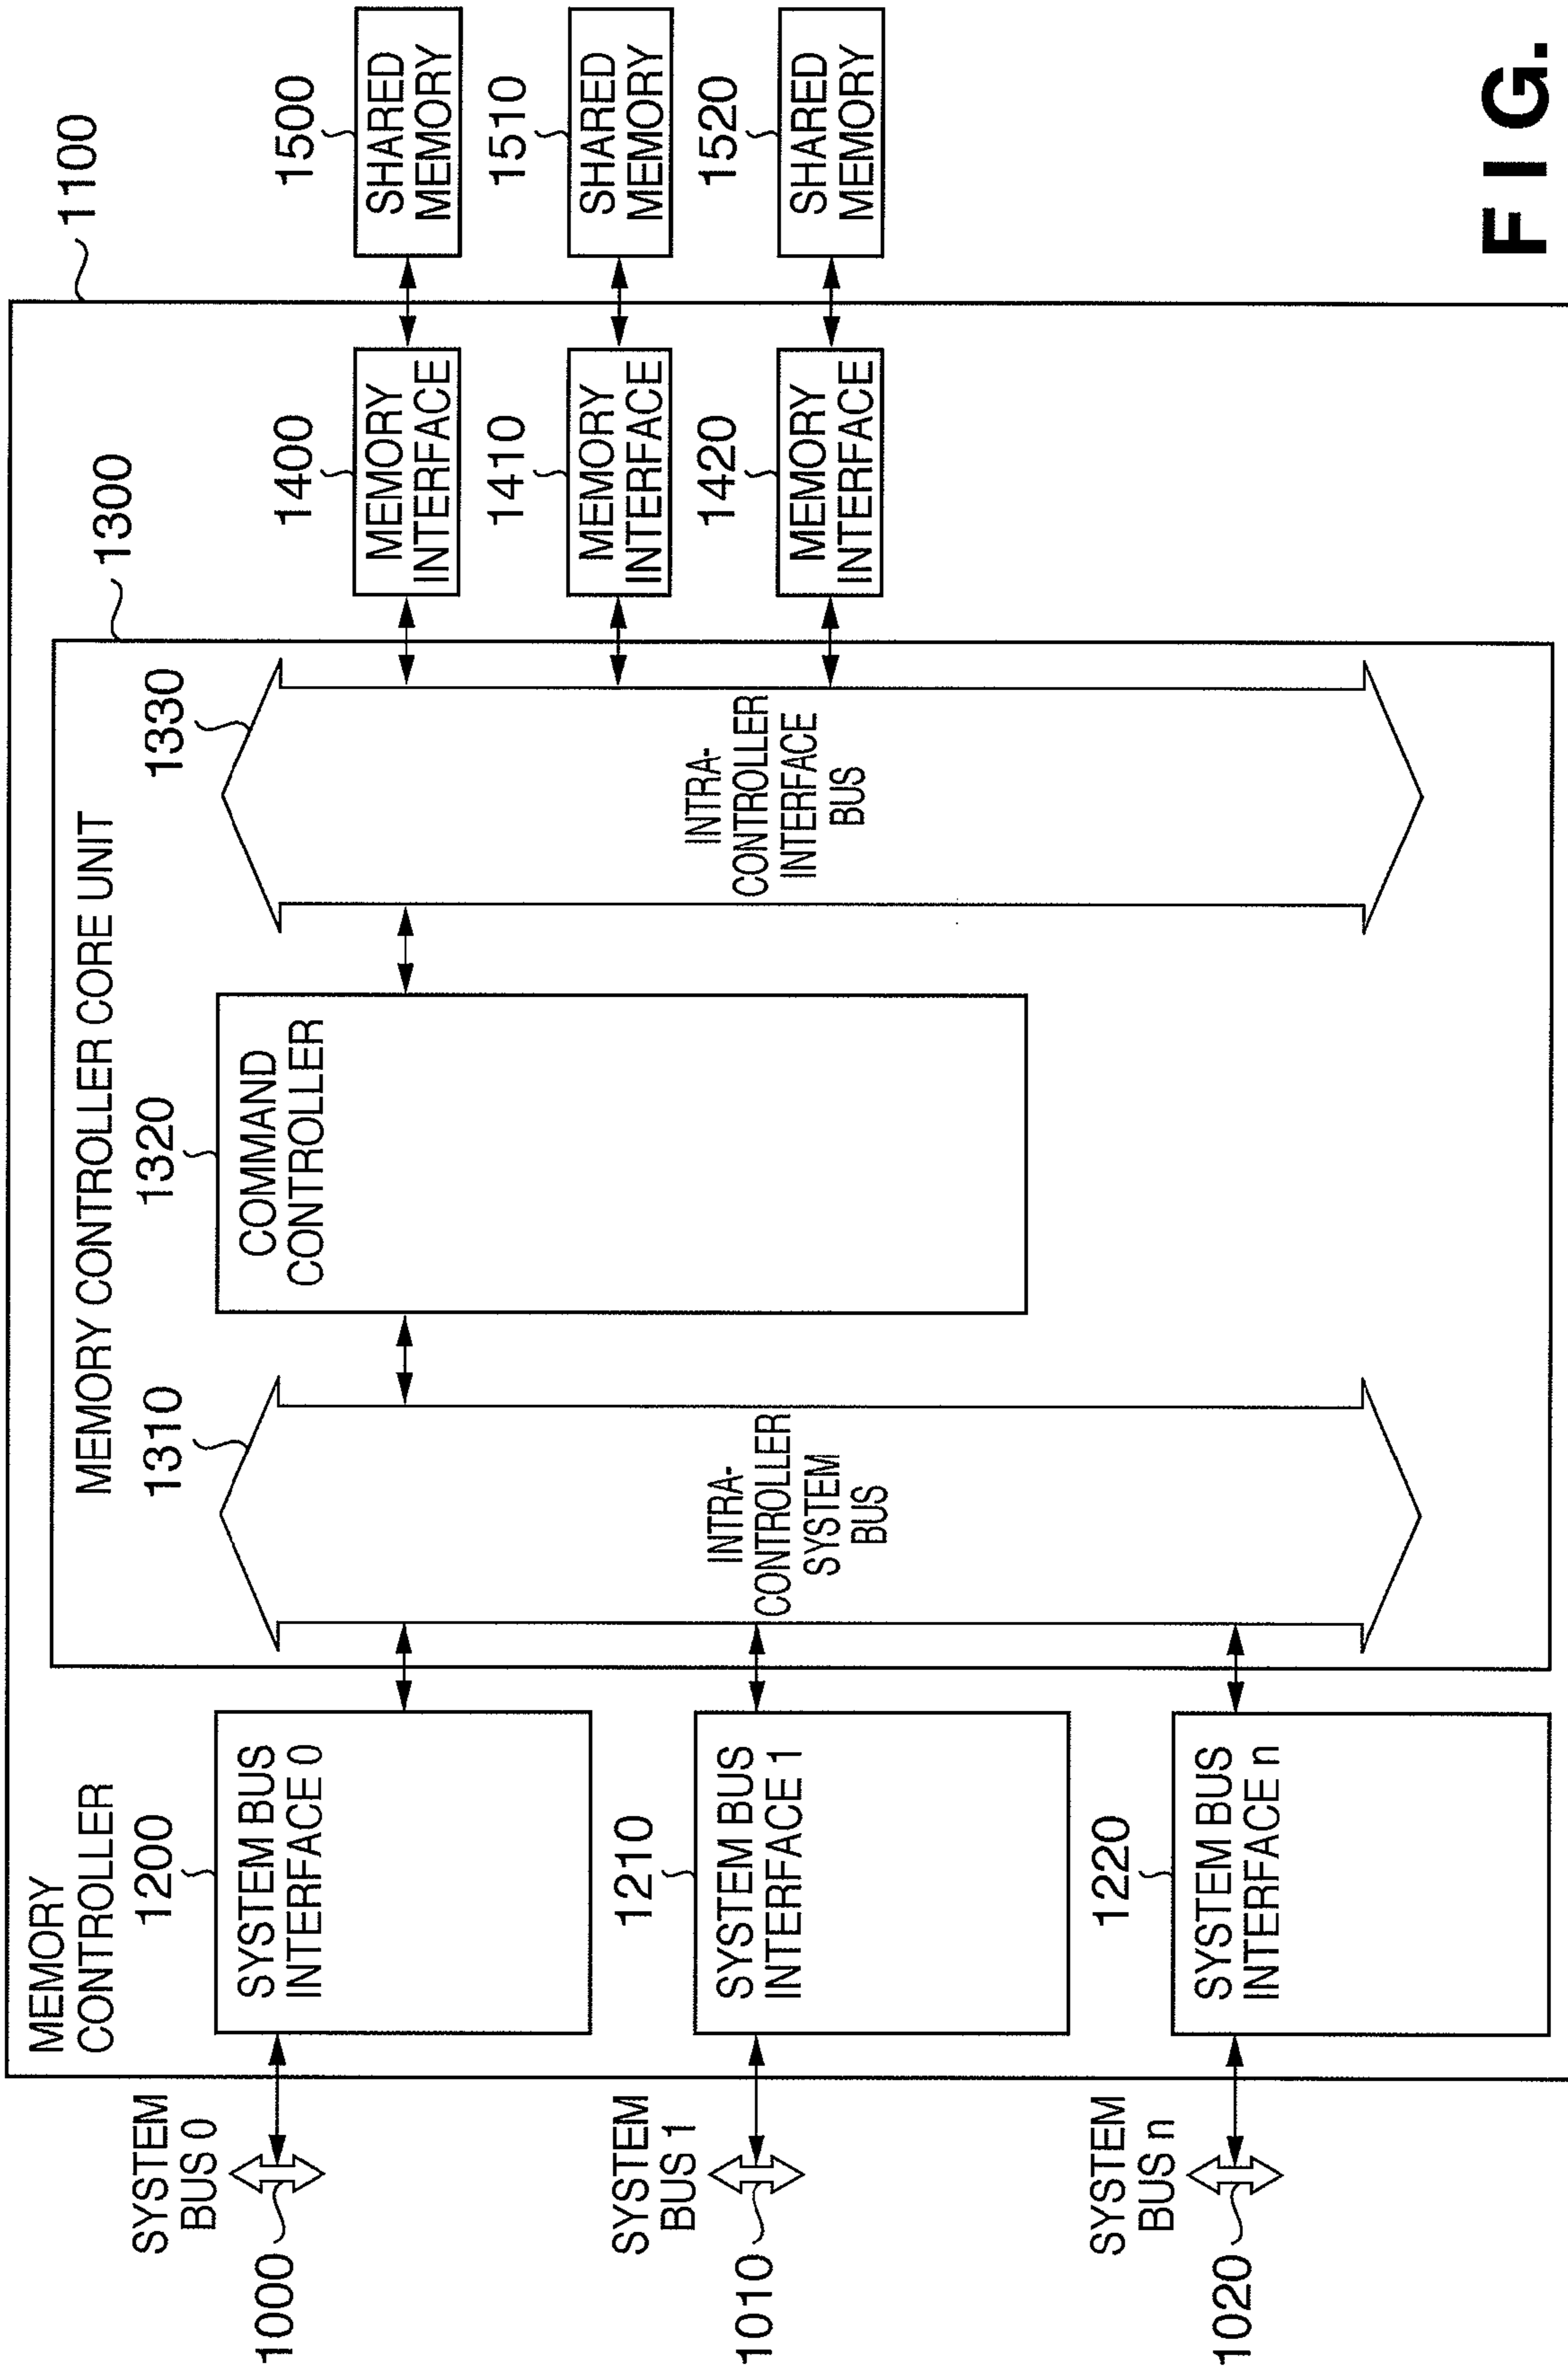 1100
MEMORY
CONTROLLER
1300
MEMORY CONTROLLER CORE UNIT
SYSTEM
BUS 0
1000
1200
SYSTEM BUS
INTERFACE 0
1310
1320
COMMAND
CONTROLLER
1330
1400
MEMORY
INTERFACE
1500
SHARED
MEMORY
1410
MEMORY
INTERFACE
1510
SHARED
MEMORY
SYSTEM
BUS 1
1010
1210
SYSTEM BUS
INTERFACE 1
INTRA-
CONTROLLER
SYSTEM
BUS
INTRA-
CONTROLLER
INTERFACE
BUS
1420
MEMORY
INTERFACE
1520
SHARED
MEMORY
SYSTEM
BUS n
1020
1220
SYSTEM BUS
INTERFACE n
FIG.